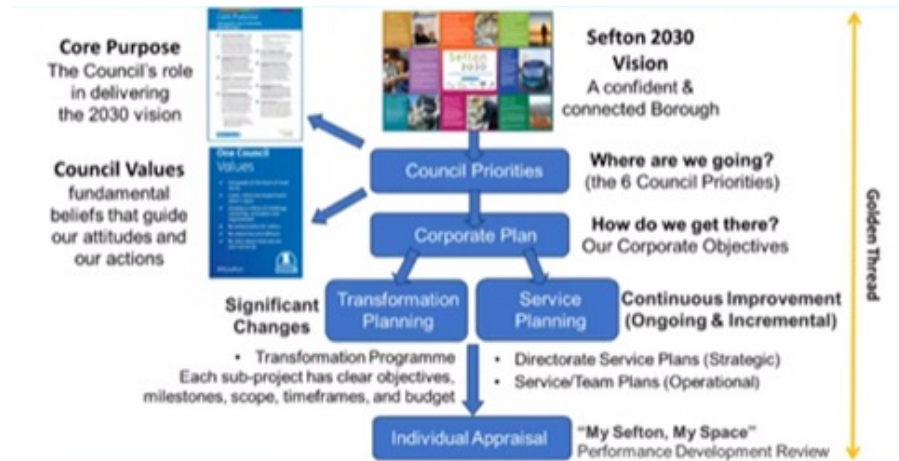 Core Purpose
The Council's role
in delivering
the 2030 vision
Core Purpose
Sefton
2030
Sefton 2030
Vision
A confident &
connected Borough
Council Values
fundamental
beliefs that guide
our attitudes and
our actions
One Council
Values
Council Priorities
Where are we going?
(the 6 Council Priorities)
Corporate Plan
How do we get there?
Our Corporate Objectives
Significant
Changes
Transformation
Planning
Service
Planning
Continuous Improvement
(Ongoing & Incremental)
• Transformation Programme
Each sub-project has clear objectives,
milestones, scope, timeframes, and budget
• Directorate Service Plans (Strategic)
• Service/Team Plans (Operational)
Individual Appraisal
"My Sefton, My Space"
Performance Development Review
Golden Thread